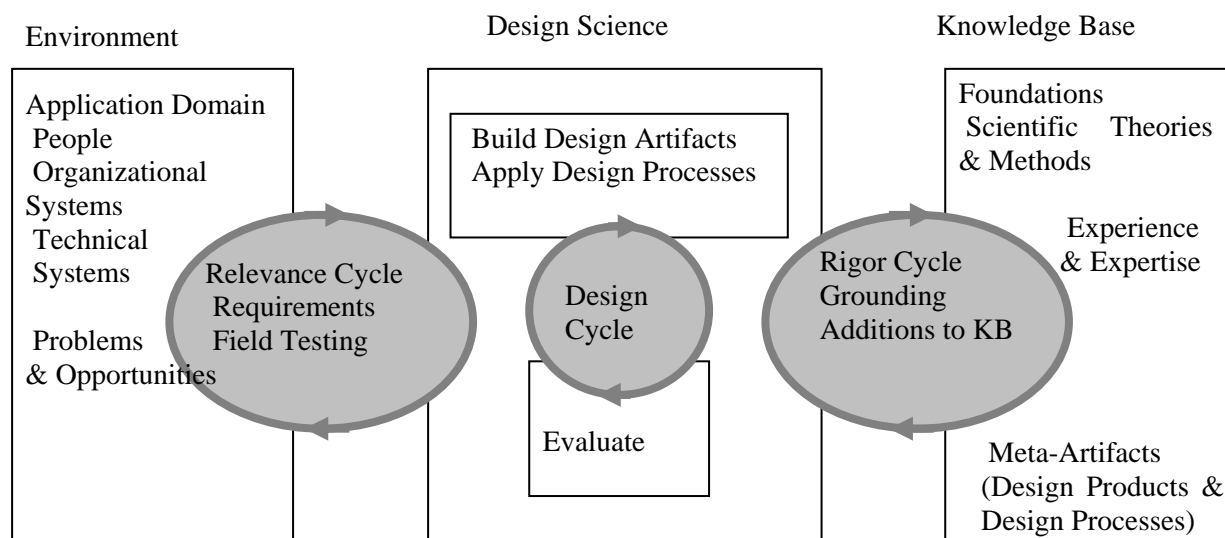 Environment
Design Science
Knowledge Base
Application Domain
People
Organizational
Systems
Technical
Systems
Problems
& Opportunities
Relevance Cycle
Requirements
Field Testing
Build Design Artifacts
Apply Design Processes
Design
Cycle
Evaluate
Rigor Cycle
Grounding
Additions to KB
Foundations
Scientific Theories
& Methods
Experience
& Expertise
Meta-Artifacts
(Design Products &
Design Processes)